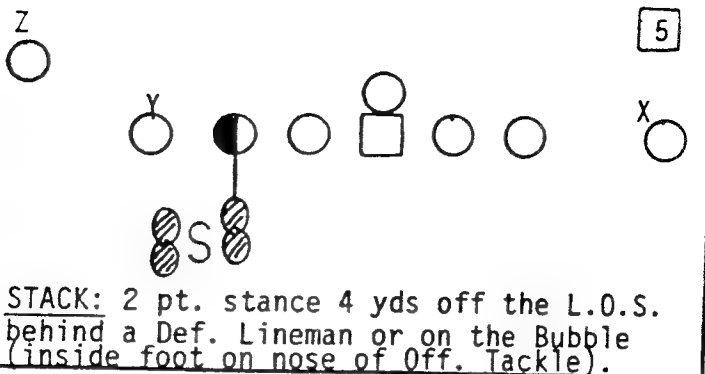 Z
5
Y
X
S
STACK: 2 pt. stance 4 yds off the L.O.S.
behind a Def. Lineman or on the Bubble
(inside foot on nose of Off. Tackle).